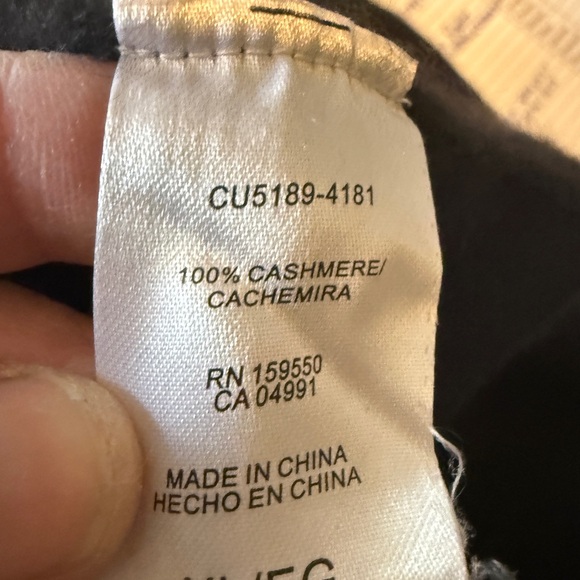 CU5189-4181
100% CASHMERE/
CACHEMIRA
RN 159550
CA 04991
MADE IN CHINA
HECHO EN CHINA